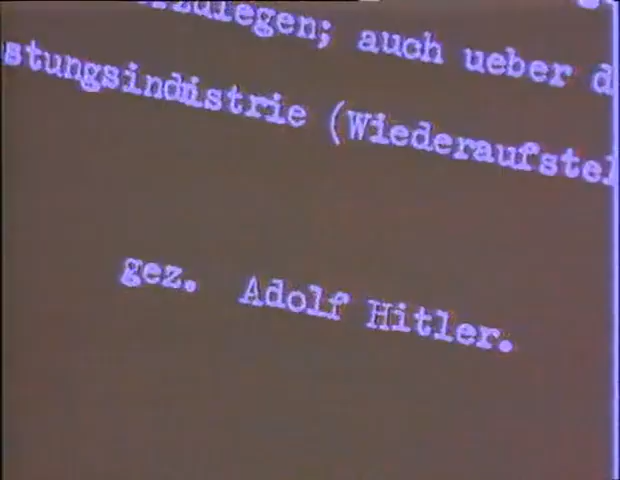 zulegen; auch ueber d
stungsindustrie (Wiederaufstel
gez. Adolf Hitler.